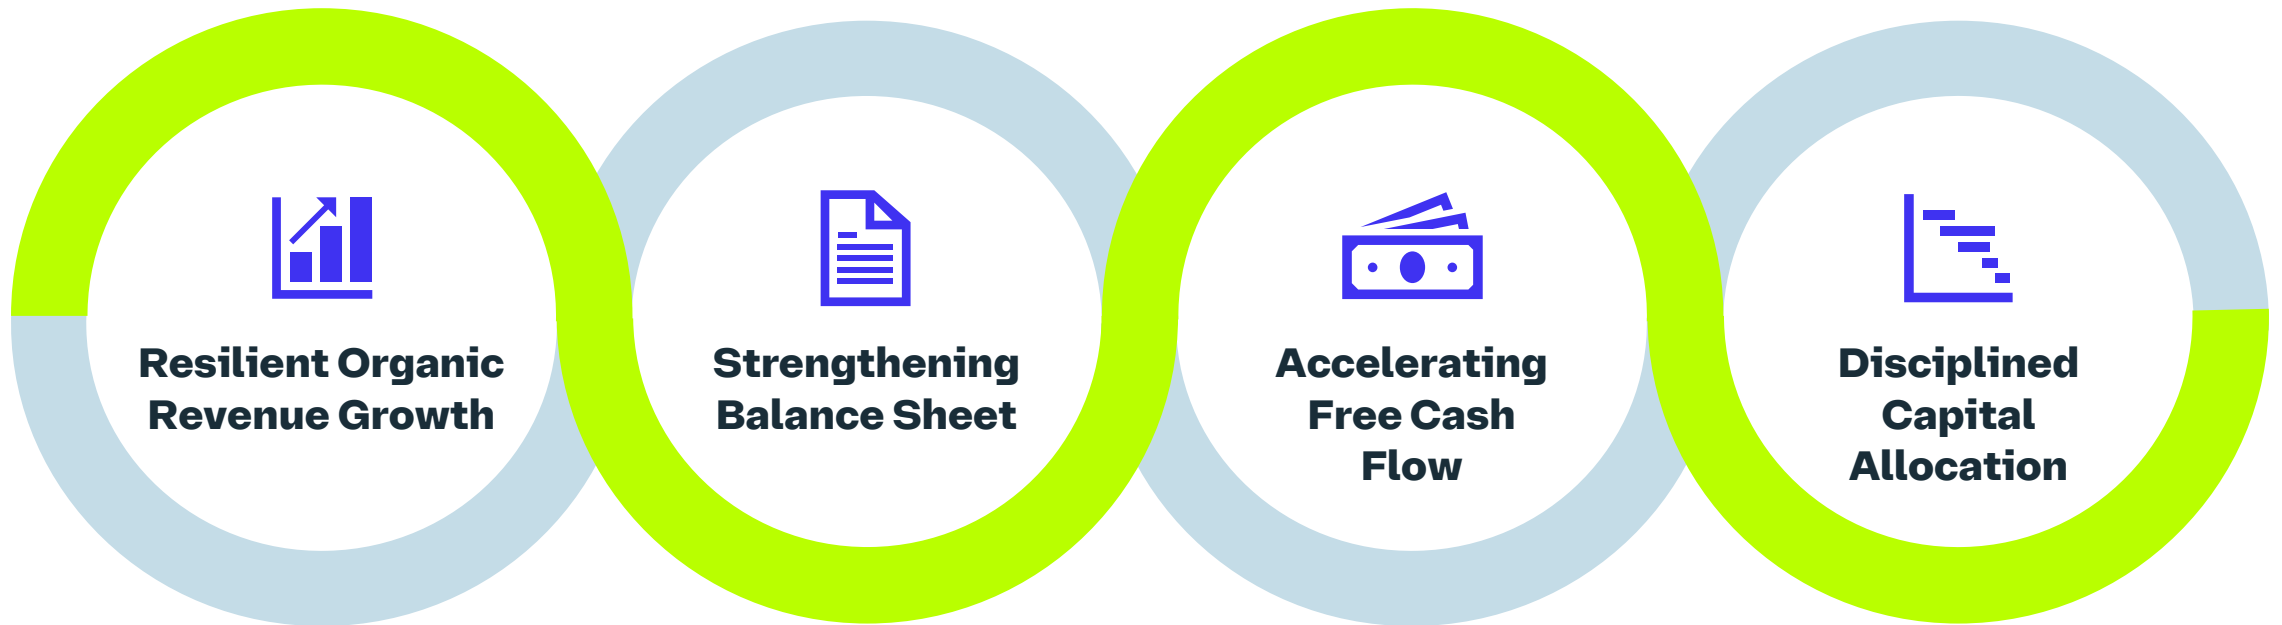 Resilient Organic
Revenue Growth
Strengthening
Balance Sheet
Accelerating
Free Cash
Flow
Disciplined
Capital
Allocation